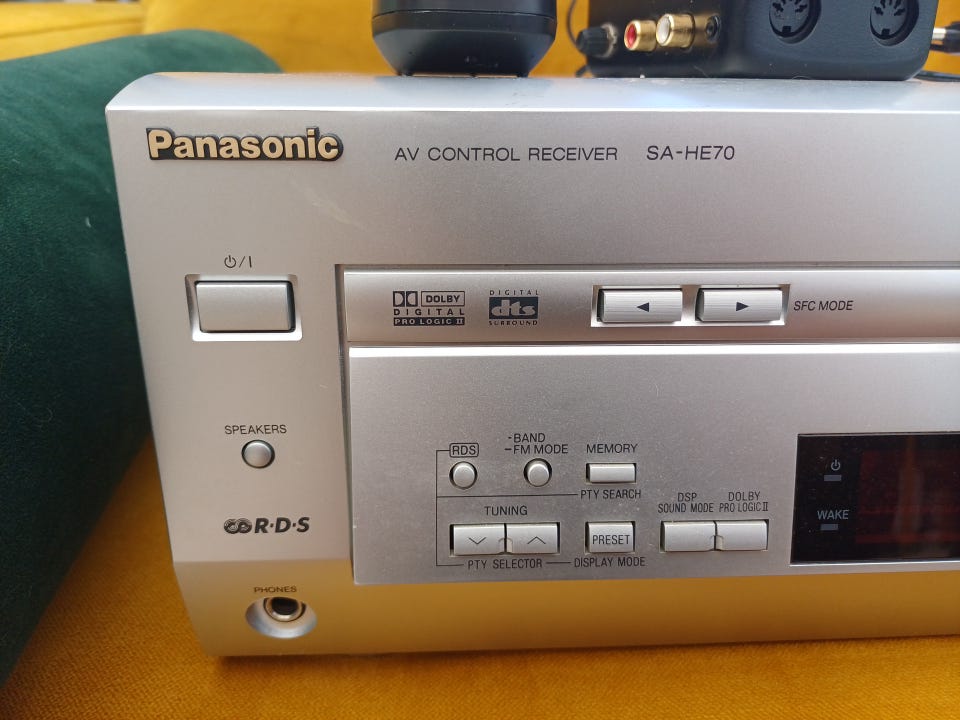 Panasonic
AV CONTROL RECEIVER SA-HE70
⏻/I
DOLBY
DIGITAL
PRO LOGIC II
DIGITAL
dts
SURROUND
◄ ►
SFC MODE
SPEAKERS
R·D·S
PHONES
RDS
-BAND
-FM MODE
MEMORY
PTY SEARCH
TUNING
PRESET
PTY SELECTOR
DISPLAY MODE
DSP
SOUND MODE
DOLBY
PRO LOGIC II
⏻
WAKE